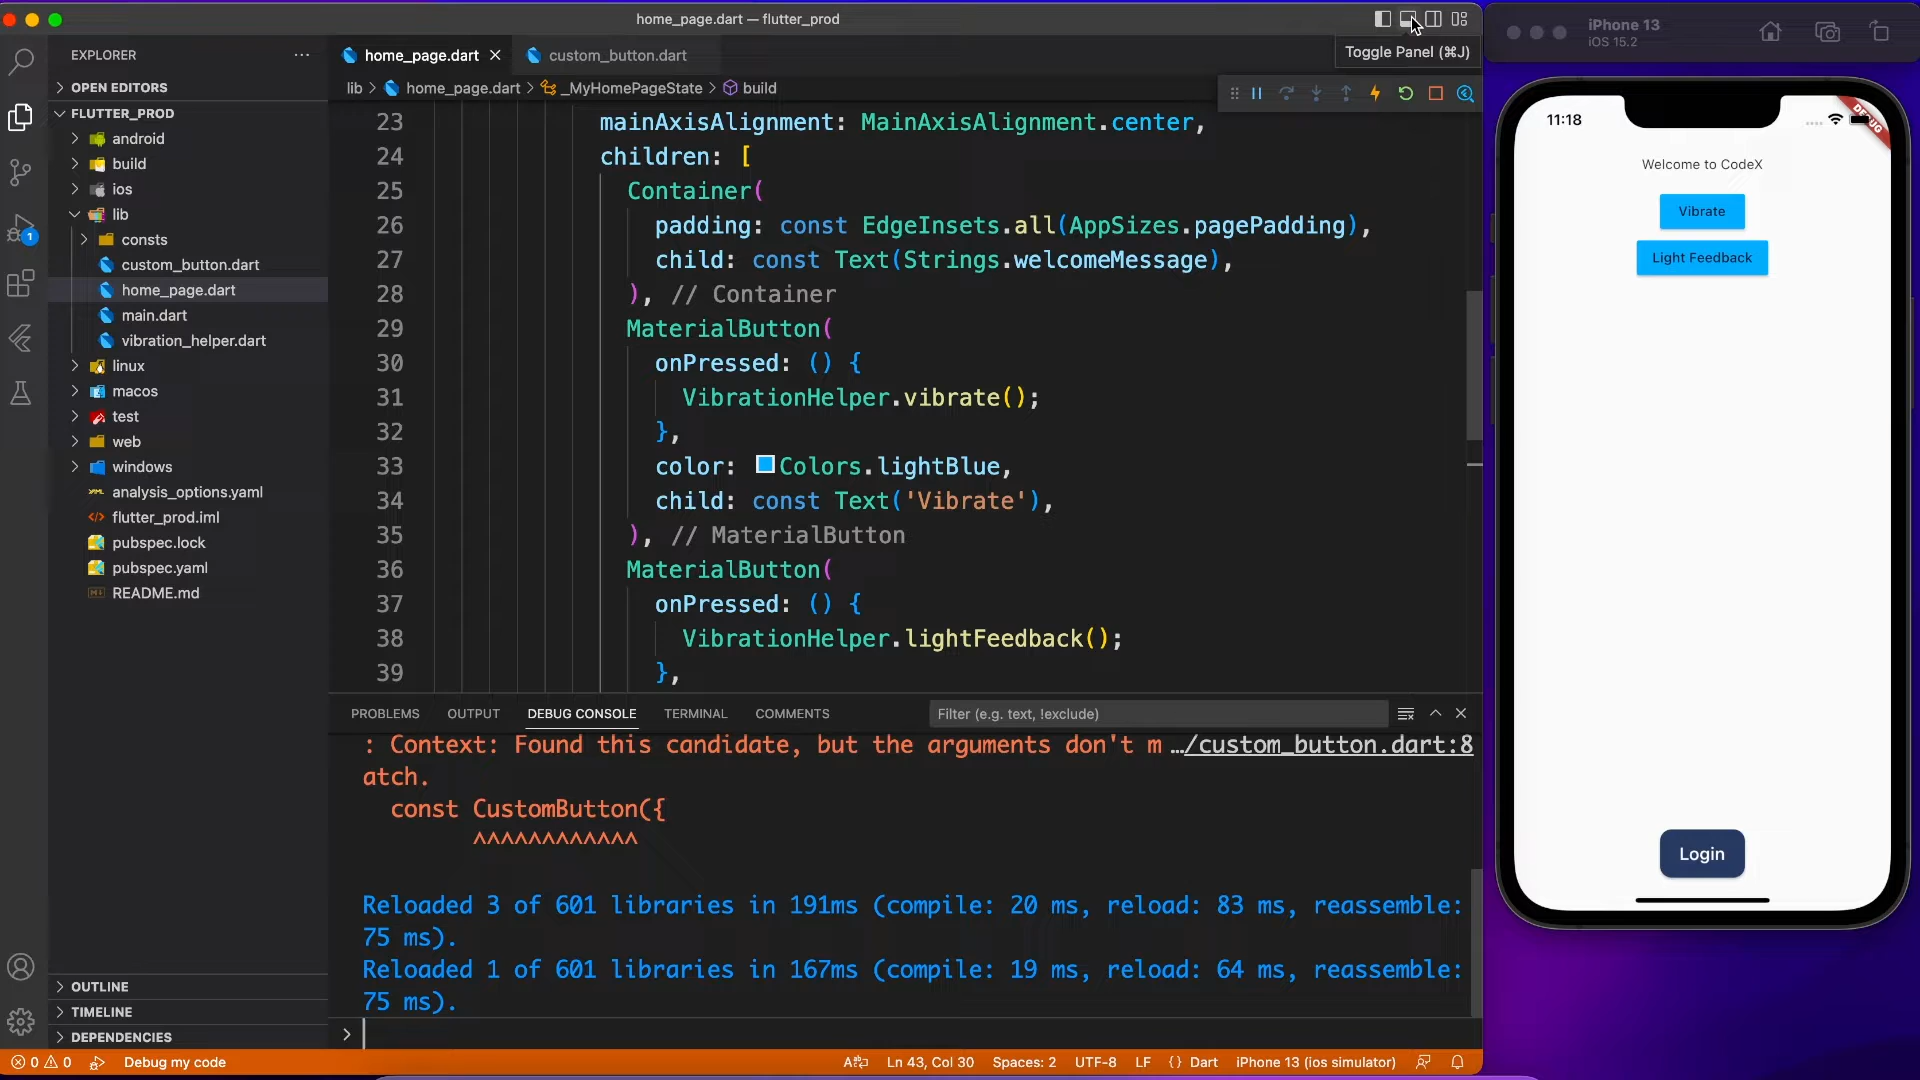 home_page.dart — flutter_prod
Toggle Panel (⌘J)
EXPLORER
OPEN EDITORS
FLUTTER_PROD
android
build
ios
lib
consts
custom_button.dart
home_page.dart
main.dart
vibration_helper.dart
linux
macos
test
web
windows
analysis_options.yaml
flutter_prod.iml
pubspec.lock
pubspec.yaml
README.md
OUTLINE
TIMELINE
DEPENDENCIES
1
home_page.dart custom_button.dart
lib > home_page.dart > _MyHomePageState > build
23 mainAxisAlignment: MainAxisAlignment.center,
24 children: [
25 Container(
26 padding: const EdgeInsets.all(AppSizes.pagePadding),
27 child: const Text(Strings.welcomeMessage),
28 ), // Container
29 MaterialButton(
30 onPressed: () {
31 VibrationHelper.vibrate();
32 },
33 color: Colors.lightBlue,
34 child: const Text('Vibrate'),
35 ), // MaterialButton
36 MaterialButton(
37 onPressed: () {
38 VibrationHelper.lightFeedback();
39 },
PROBLEMS OUTPUT DEBUG CONSOLE TERMINAL COMMENTS Filter (e.g. text, !exclude)
: Context: Found this candidate, but the arguments don't m …/custom_button.dart:8
atch.
const CustomButton({
^^^^^^^^^^^^
Reloaded 3 of 601 libraries in 191ms (compile: 20 ms, reload: 83 ms, reassemble:
75 ms).
Reloaded 1 of 601 libraries in 167ms (compile: 19 ms, reload: 64 ms, reassemble:
75 ms).
>
0 0 Debug my code Ln 43, Col 30 Spaces: 2 UTF-8 LF {} Dart iPhone 13 (ios simulator)
iPhone 13
iOS 15.2
11:18
DEBUG
Welcome to CodeX
Vibrate
Light Feedback
Login